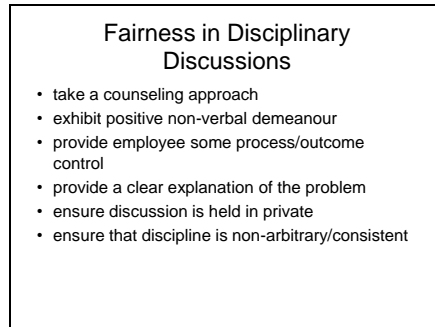 Fairness in Disciplinary
Discussions
• take a counseling approach
• exhibit positive non-verbal demeanour
• provide employee some process/outcome
control
• provide a clear explanation of the problem
• ensure discussion is held in private
• ensure that discipline is non-arbitrary/consistent